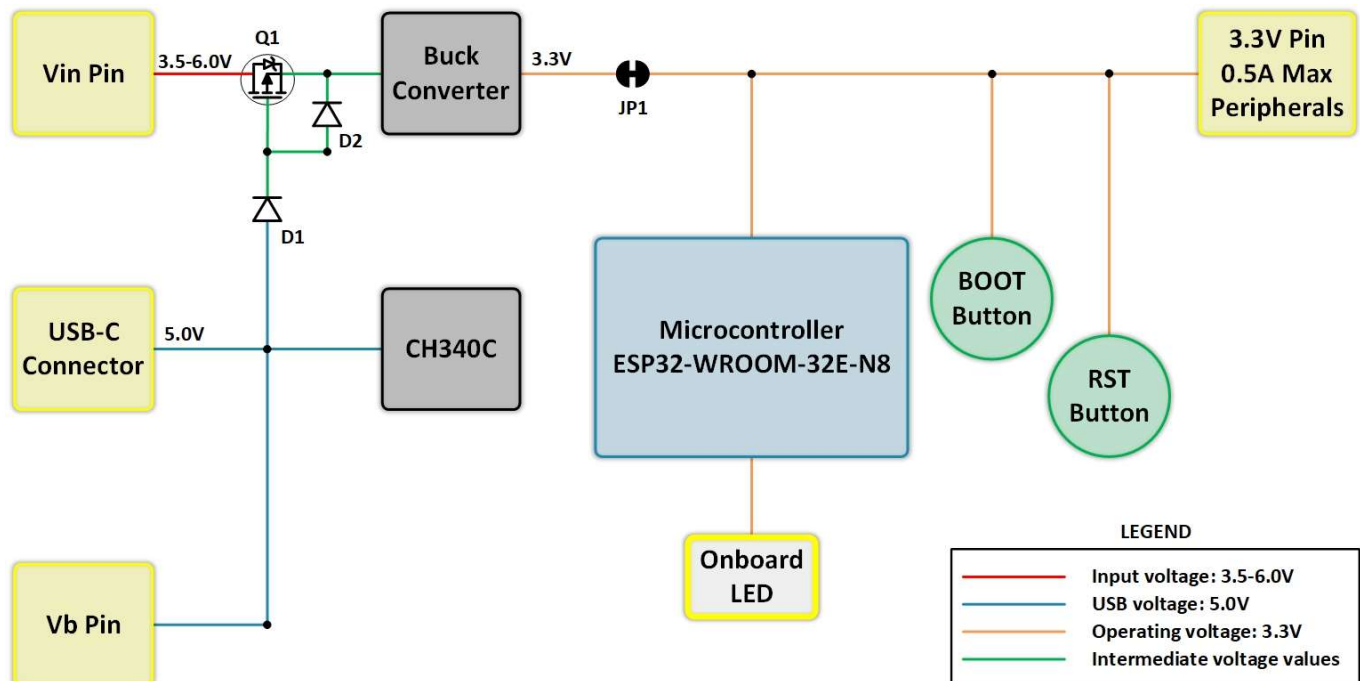 Vin Pin
3.5-6.0V
Q1
D2
D1
Buck
Converter
3.3V
JP1
3.3V Pin
0.5A Max
Peripherals
USB-C
Connector
5.0V
CH340C
Microcontroller
ESP32-WROOM-32E-N8
BOOT
Button
RST
Button
Onboard
LED
Vb Pin
LEGEND
Input voltage: 3.5-6.0V
USB voltage: 5.0V
Operating voltage: 3.3V
Intermediate voltage values